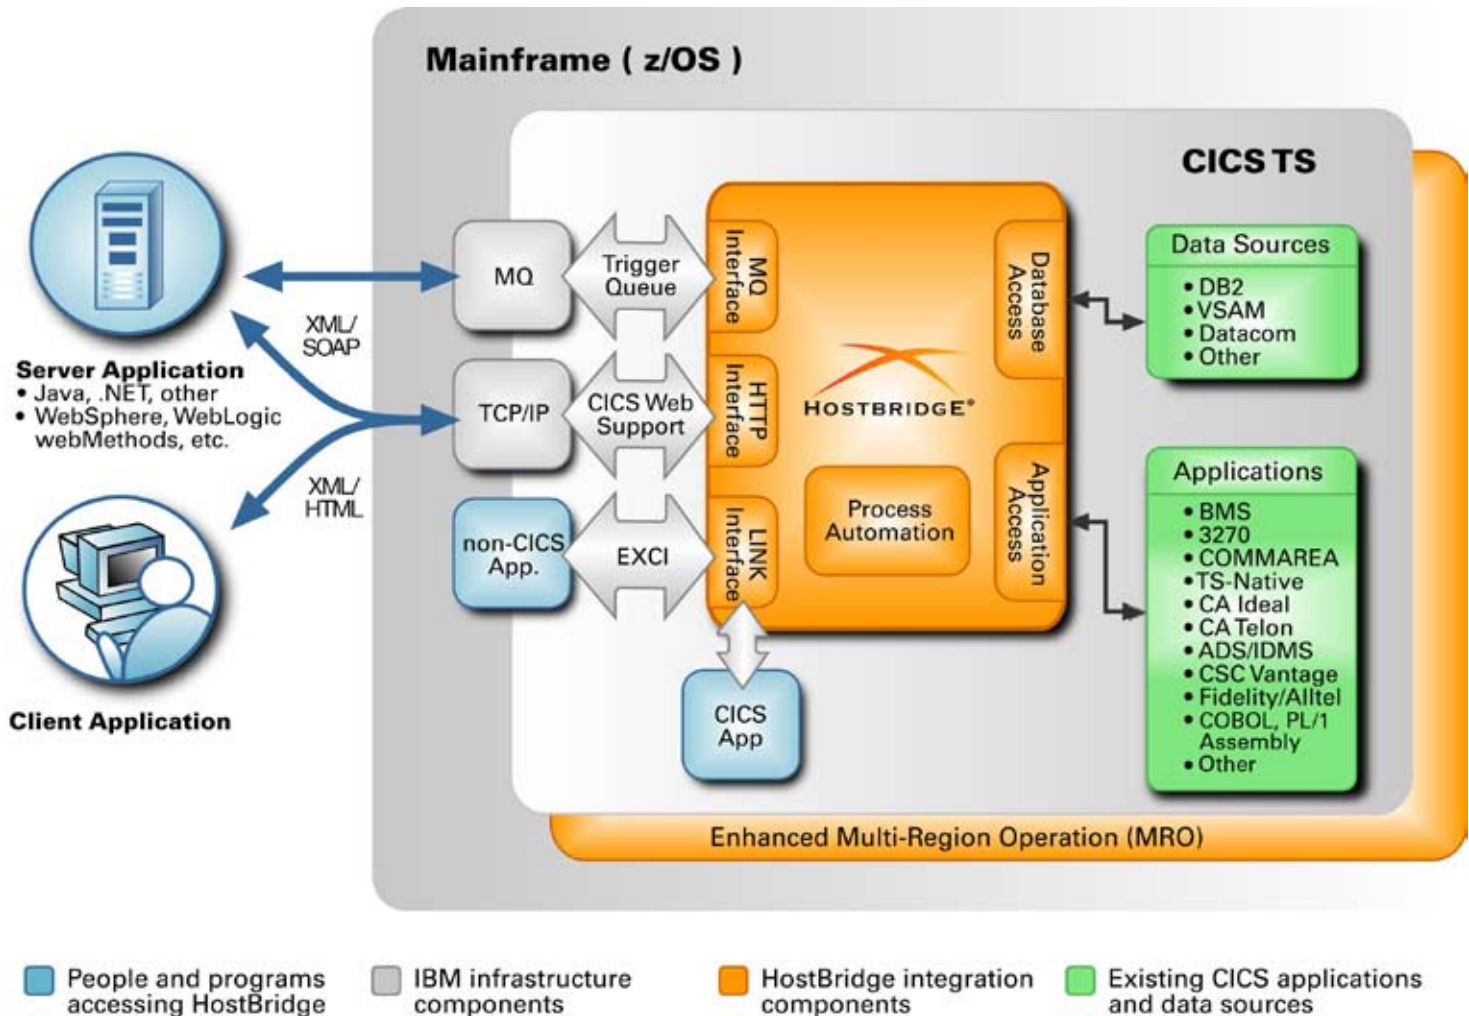 Mainframe ( z/OS )
CICS TS
Server Application
• Java, .NET, other
• WebSphere, WebLogic
webMethods, etc.
Client Application
XML/
SOAP
XML/
HTML
MQ
TCP/IP
non-CICS
App.
Trigger
Queue
CICS Web
Support
EXCI
MQ
Interface
HTTP
Interface
LINK
Interface
CICS
App
HOSTBRIDGE®
Process
Automation
Database
Access
Application
Access
Data Sources
• DB2
• VSAM
• Datacom
• Other
Applications
• BMS
• 3270
• COMMAREA
• TS-Native
• CA Ideal
• CA Telon
• ADS/IDMS
• CSC Vantage
• Fidelity/Alltel
• COBOL, PL/1
Assembly
• Other
Enhanced Multi-Region Operation (MRO)
People and programs
accessing HostBridge
IBM infrastructure
components
HostBridge integration
components
Existing CICS applications
and data sources